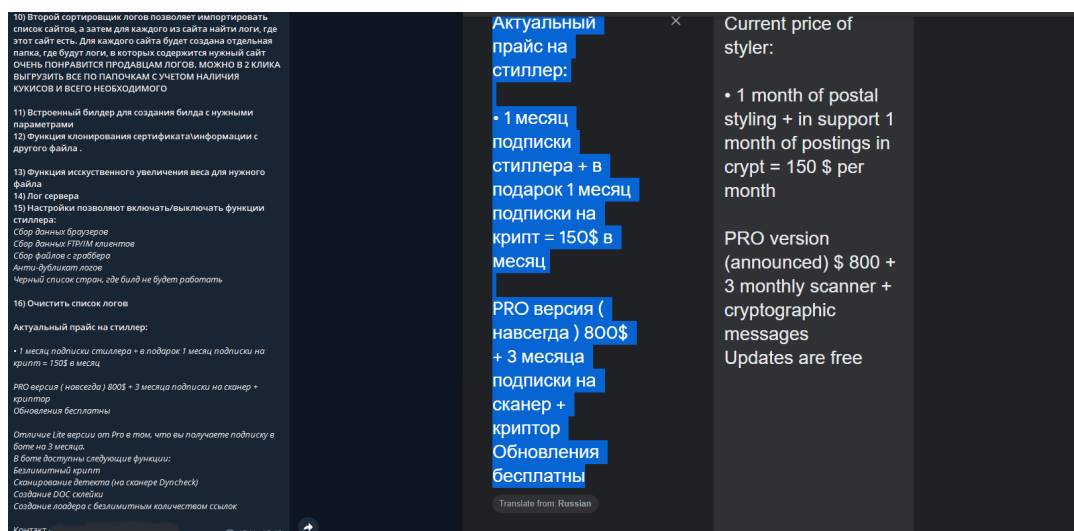 10) Второй сортировщик логов позволяет импортировать
список сайтов, а затем для каждого из сайта найти логи, где
этот сайт есть. Для каждого сайта будет создана отдельная
папка, где будут логи, в которых содержится нужный сайт
ОЧЕНЬ ПОНРАВИТСЯ ПРОДАВЦАМ ЛОГОВ. МОЖНО В 2 КЛИКА
ВЫГРУЗИТЬ ВСЕ ПО ПАПОЧКАМ С УЧЕТОМ НАЛИЧИЯ
КУКИСОВ И ВСЕГО НЕОБХОДИМОГО
11) Встроенный билдер для создания билда с нужными
параметрами
12) Функция клонирования сертификата\информации с
другого файла .
13) Функция исскуственного увеличения веса для нужного
файла
14) Лог сервера
15) Настройки позволяют включать/выключать функции
стиллера:
Сбор данных браузеров
Сбор данных FTP/IM клиентов
Сбор файлов с граббера
Анти-дубликат логов
Черный список стран, где билд не будет работать
16) Очистить список логов
Актуальный прайс на стиллер:
• 1 месяц подписки стиллера + в подарок 1 месяц подписки на
крипт = 150$ в месяц
PRO версия ( навсегда ) 800$ + 3 месяца подписки на сканер +
криптор
Обновления бесплатны
Отличие Lite версии от Pro в том, что вы получаете подписку в
боте на 3 месяца.
В боте доступны следующие функции:
Безлимитный крипт
Сканирование детекта (на сканере Dyncheck)
Создание DOC склейки
Создание лоадера с безлимитным количеством ссылок
Контакт -
Актуальный
прайс на
стиллер:
• 1 месяц
подписки
стиллера + в
подарок 1 месяц
подписки на
крипт = 150$ в
месяц
PRO версия (
навсегда ) 800$
+ 3 месяца
подписки на
сканер +
криптор
Обновления
бесплатны
Translate from: Russian
Current price of
styler:
• 1 month of postal
styling + in support 1
month of postings in
crypt = 150 $ per
month
PRO version
(announced) $ 800 +
3 monthly scanner +
cryptographic
messages
Updates are free